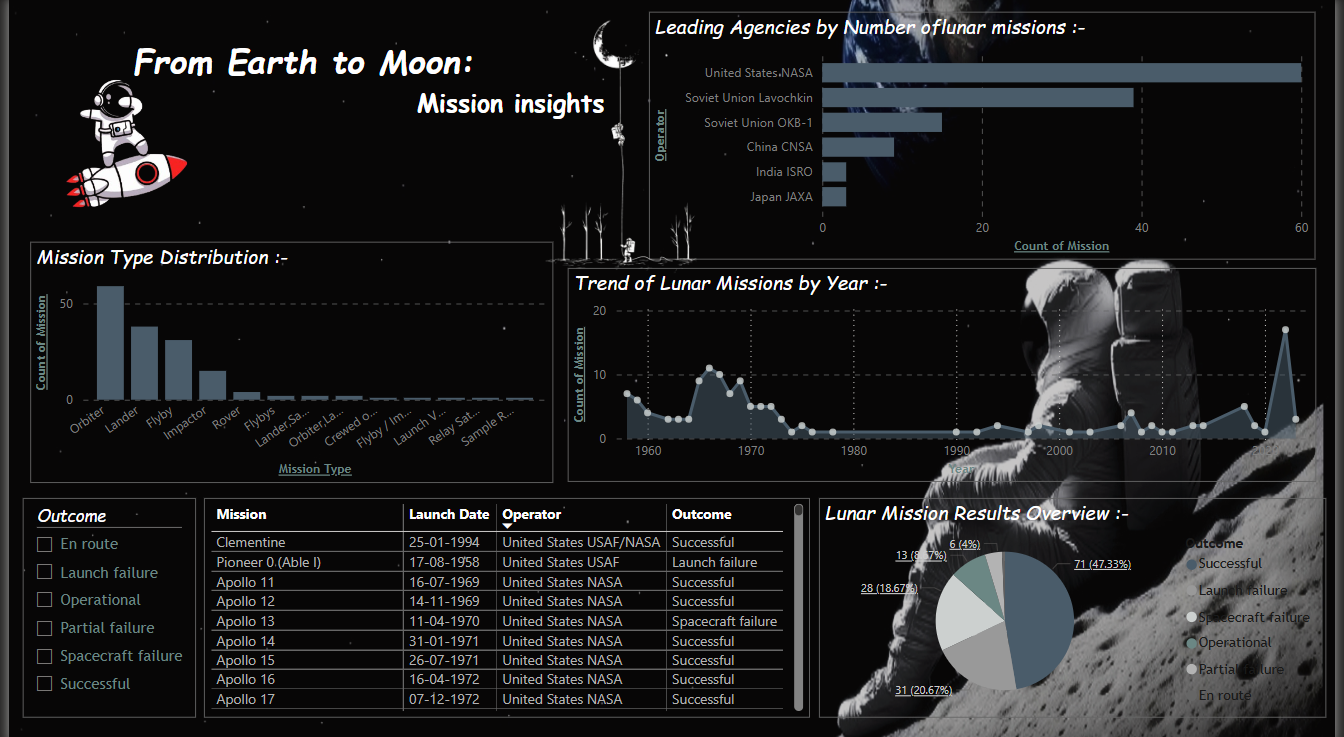 From Earth to Moon:
Mission insights
Leading Agencies by Number oflunar missions :-
Operator
United States NASA
Soviet Union Lavochkin
Soviet Union OKB-1
China CNSA
India ISRO
Japan JAXA
0 20 40 60
Count of Mission
Mission Type Distribution :-
Count of Mission
50
0
Orbiter Lander Flyby Impactor Rover Flybys Lander,Sa... Orbiter,La... Crewed o... Flyby / Im... Launch V... Relay Sat... Sample R...
Mission Type
Trend of Lunar Missions by Year :-
Count of Mission
20
10
0
1960 1970 1980 1990 2000 2010
Year
Outcome
En route
Launch failure
Operational
Partial failure
Spacecraft failure
Successful
Mission Launch Date Operator Outcome
Clementine 25-01-1994 United States USAF/NASA Successful
Pioneer 0 (Able I) 17-08-1958 United States USAF Launch failure
Apollo 11 16-07-1969 United States NASA Successful
Apollo 12 14-11-1969 United States NASA Successful
Apollo 13 11-04-1970 United States NASA Spacecraft failure
Apollo 14 31-01-1971 United States NASA Successful
Apollo 15 26-07-1971 United States NASA Successful
Apollo 16 16-04-1972 United States NASA Successful
Apollo 17 07-12-1972 United States NASA Successful
Lunar Mission Results Overview :-
6 (4%)
13 (8.67%)
71 (47.33%)
28 (18.67%)
31 (20.67%)
Outcome
Successful
Launch failure
Spacecraft failure
Operational
Partial failure
En route